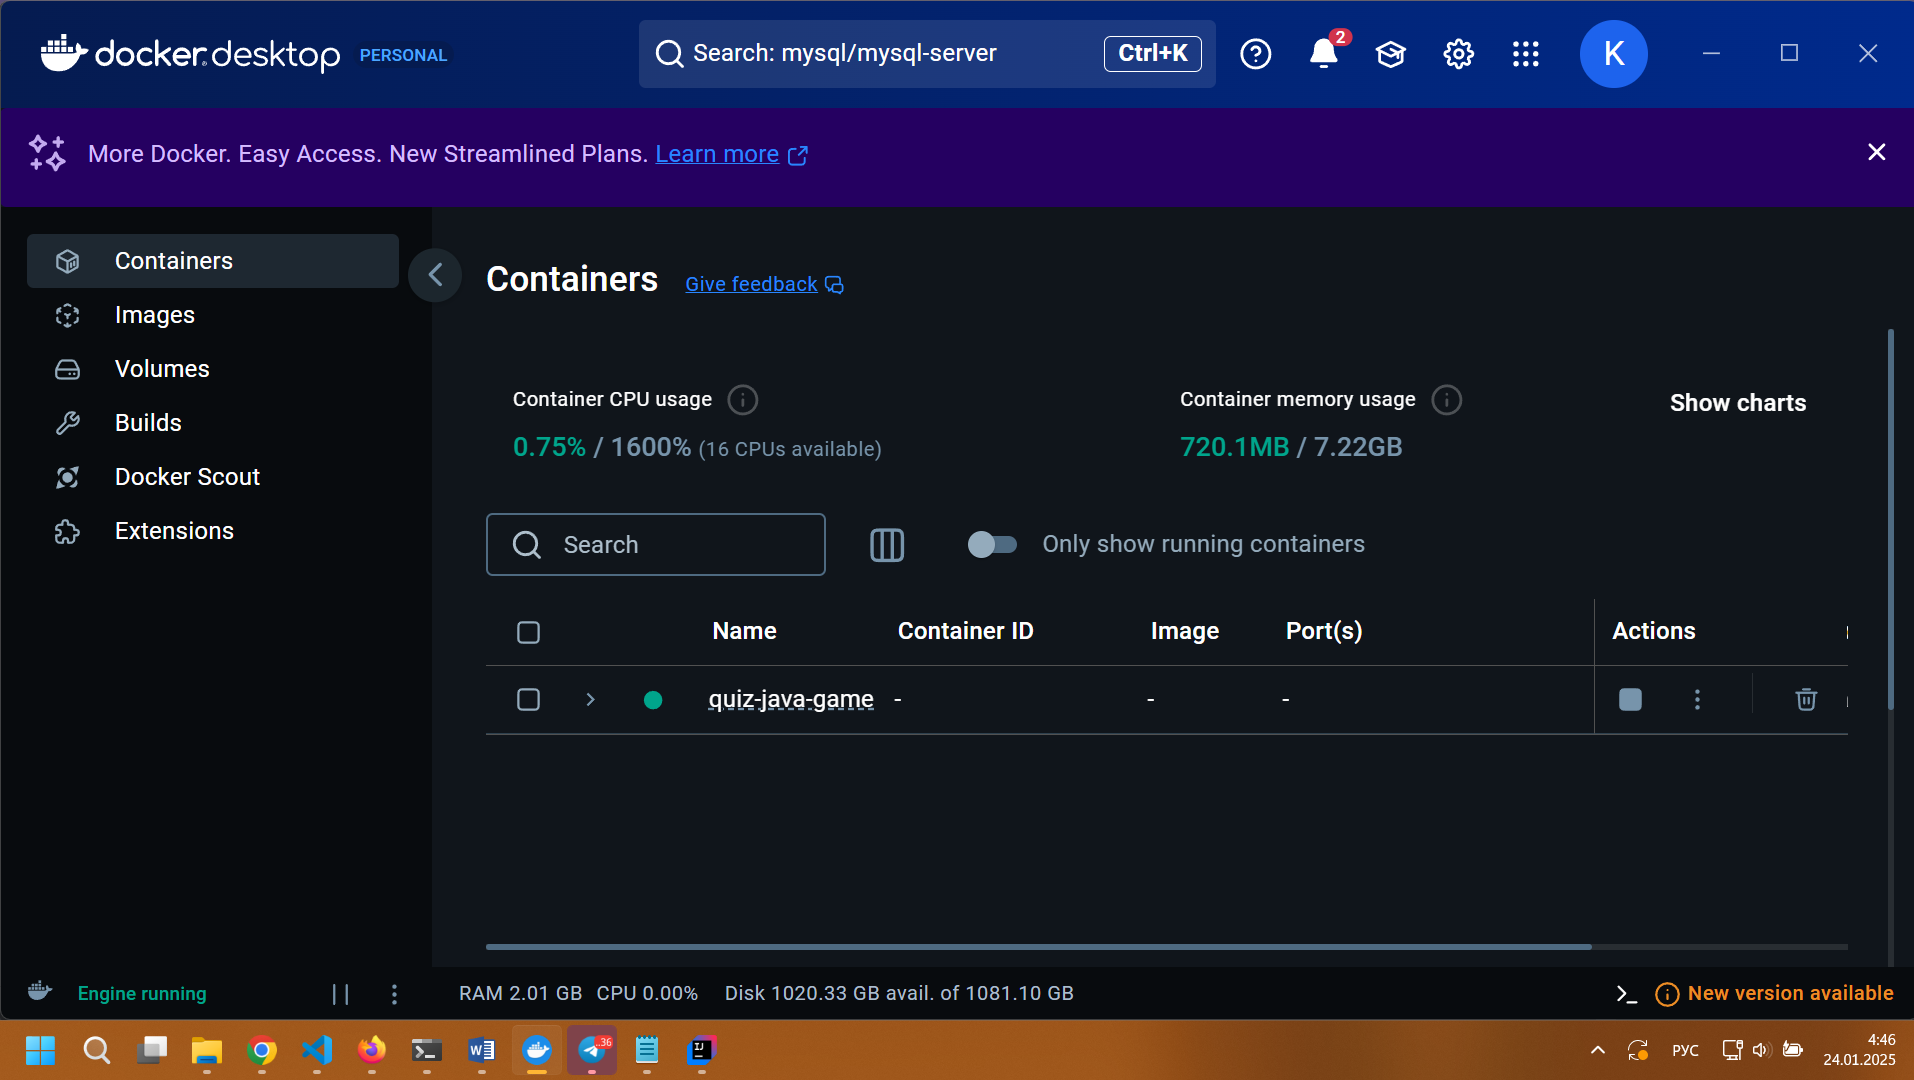 docker desktop PERSONAL
Search: mysql/mysql-server Ctrl+K
2
K
More Docker. Easy Access. New Streamlined Plans. Learn more
Containers
Images
Volumes
Builds
Docker Scout
Extensions
Containers Give feedback
Container CPU usage
0.75% / 1600% (16 CPUs available)
Container memory usage
720.1MB / 7.22GB
Show charts
Search
Only show running containers
Name Container ID Image Port(s) Actions
quiz-java-game - - -
Engine running
RAM 2.01 GB CPU 0.00% Disk 1020.33 GB avail. of 1081.10 GB
New version available
W
..36
IJ
РУС
4:46
24.01.2025